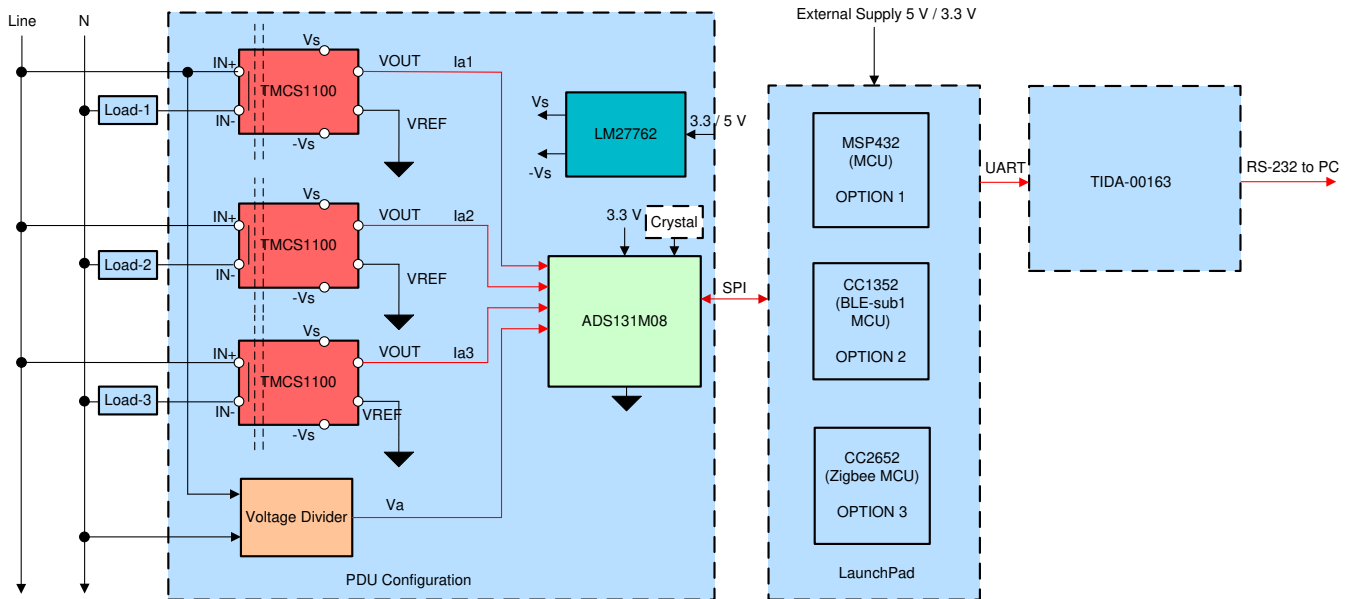 Line
N
External Supply 5 V / 3.3 V
Vs
IN+
TMCS1100
VOUT
Ia1
Load-1
IN-
VREF
-Vs
Vs
-Vs
LM27762
3.3 / 5 V
MSP432
(MCU)
OPTION 1
UART
TIDA-00163
RS-232 to PC
Vs
IN+
TMCS1100
VOUT
Ia2
Load-2
IN-
VREF
-Vs
3.3 V
Crystal
ADS131M08
SPI
CC1352
(BLE-sub1
MCU)
OPTION 2
Vs
IN+
TMCS1100
VOUT
Ia3
Load-3
IN-
VREF
-Vs
CC2652
(Zigbee MCU)
OPTION 3
Voltage Divider
Va
PDU Configuration
LaunchPad